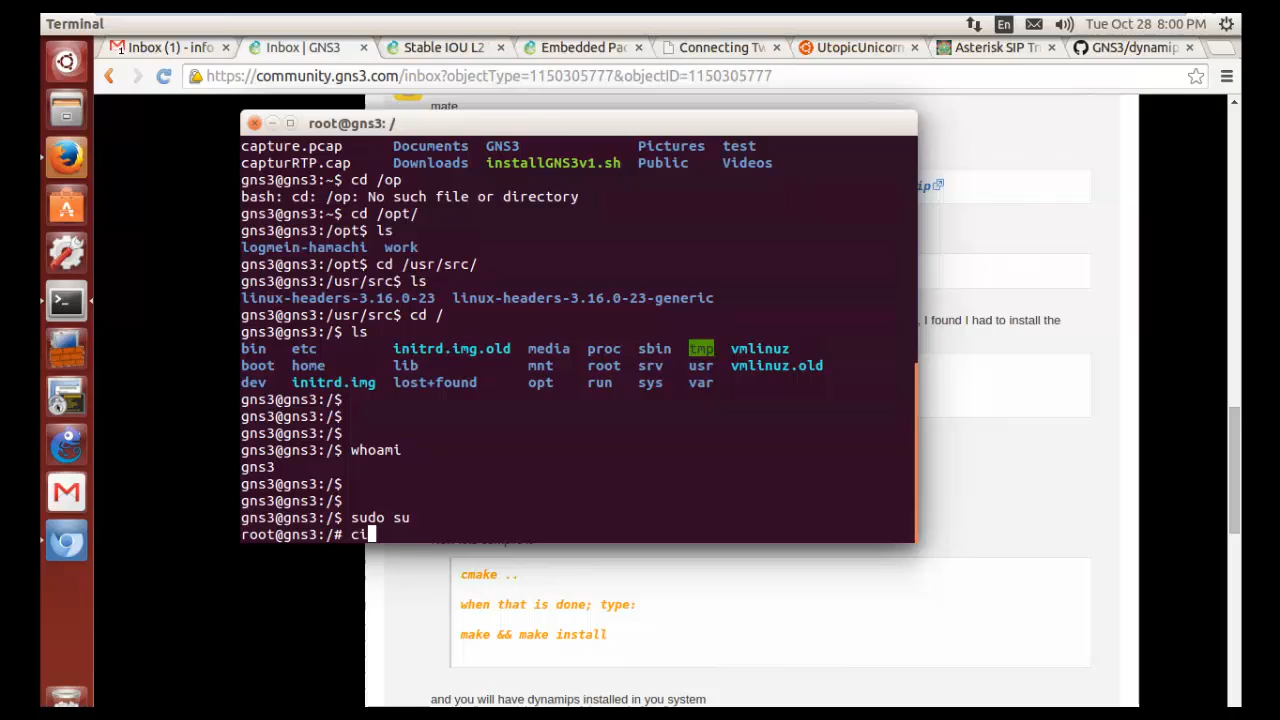 Terminal
En
Tue Oct 28 8:00 PM
Inbox (1) - info
Inbox | GNS3
Stable IOU L2
Embedded Pac
Connecting Tw
UtopicUnicorn
Asterisk SIP Tr
GNS3/dynamip
https://community.gns3.com/inbox?objectType=1150305777&objectID=1150305777
mate
root@gns3: /
capture.pcap Documents GNS3 Pictures test
capturRTP.cap Downloads installGNS3v1.sh Public Videos
gns3@gns3:~$ cd /op
bash: cd: /op: No such file or directory
gns3@gns3:~$ cd /opt/
gns3@gns3:/opt$ ls
logmein-hamachi work
gns3@gns3:/opt$ cd /usr/src/
gns3@gns3:/usr/src$ ls
linux-headers-3.16.0-23 linux-headers-3.16.0-23-generic
gns3@gns3:/usr/src$ cd /
gns3@gns3:/$ ls
bin etc initrd.img.old media proc sbin tmp vmlinuz
boot home lib mnt root srv usr vmlinuz.old
dev initrd.img lost+found opt run sys var
gns3@gns3:/$
gns3@gns3:/$
gns3@gns3:/$
gns3@gns3:/$ whoami
gns3
gns3@gns3:/$
gns3@gns3:/$
gns3@gns3:/$ sudo su
root@gns3:/# ci
ip
, I found I had to install the
cmake ..
when that is done; type:
make && make install
and you will have dynamips installed in you system